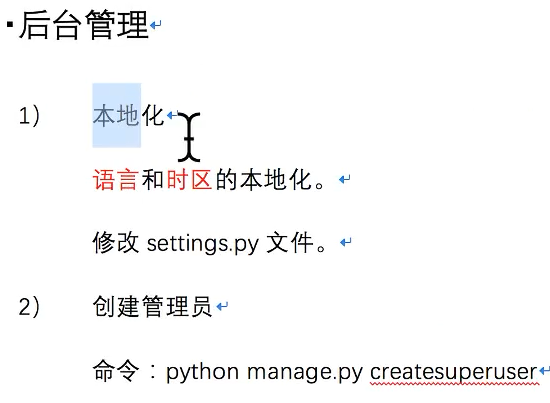 ▪后台管理
1) 本地化
语言和时区的本地化。
修改 settings.py 文件。
2) 创建管理员
命令：python manage.py createsuperuser